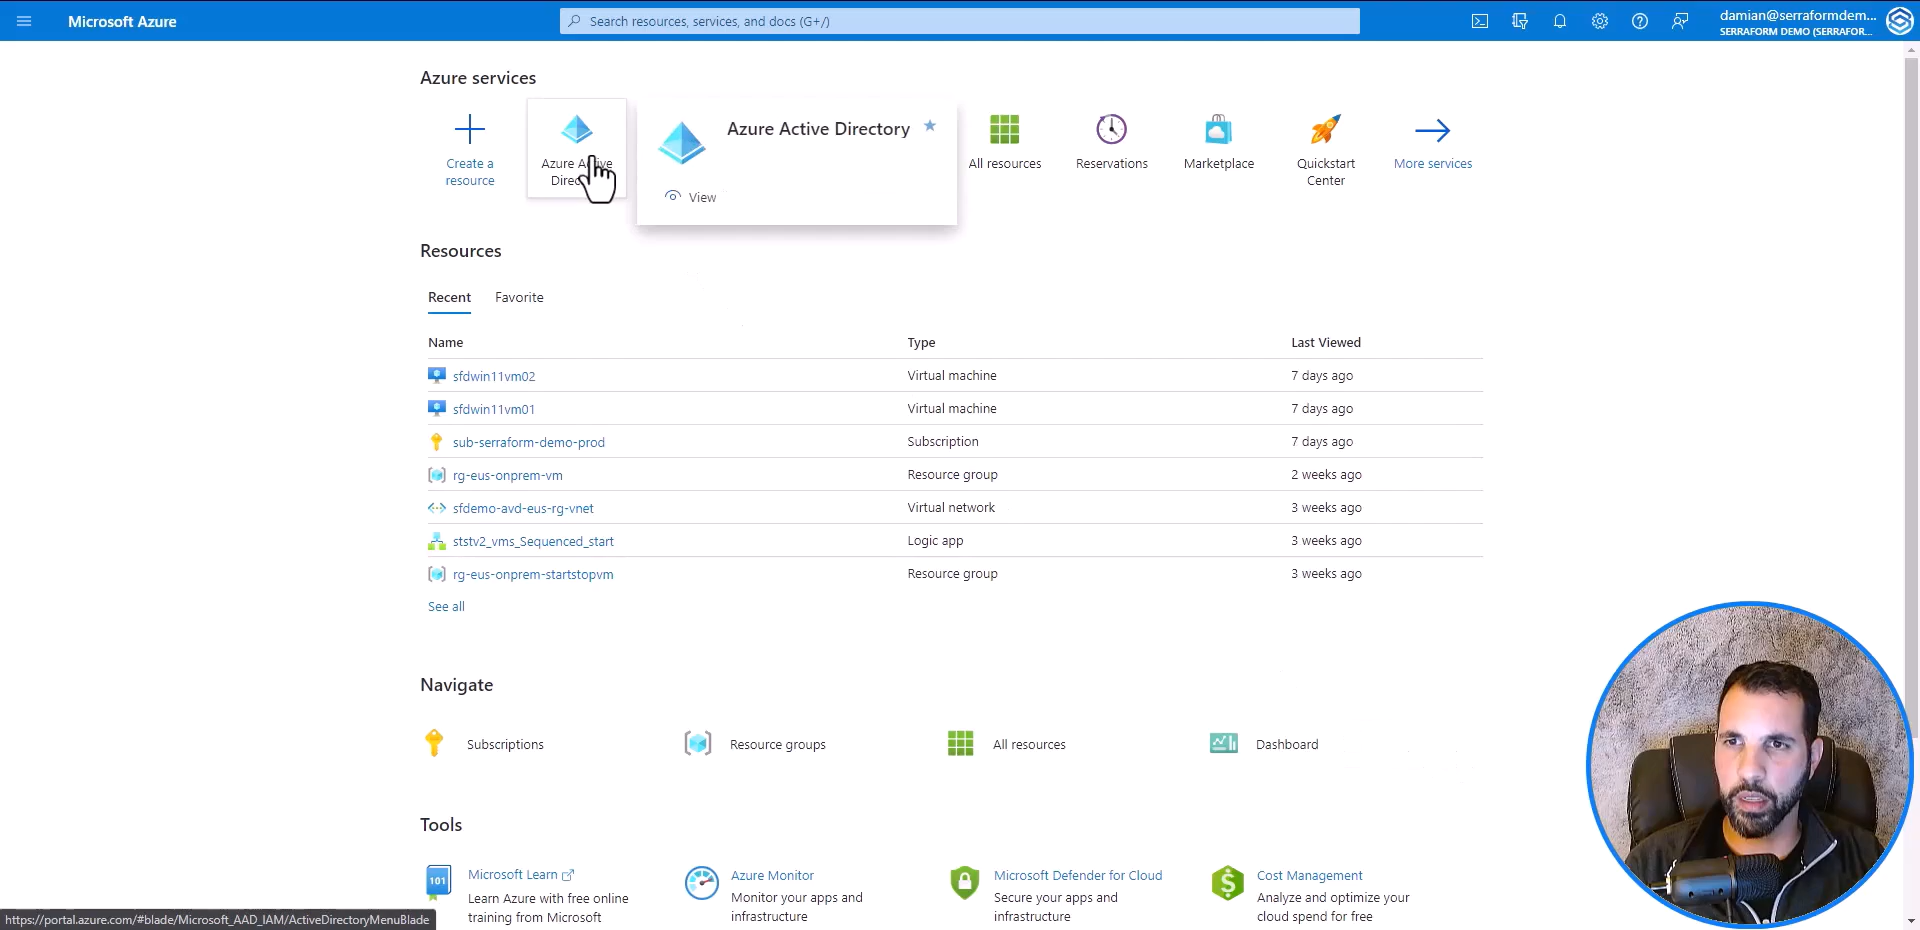 Microsoft Azure
Search resources, services, and docs (G+/)
damian@serraformdem...
SERRAFORM DEMO (SERRAFOR...
Azure services
Create a
resource
Azure Active
Azure Active Directory
View
All resources
Reservations
Marketplace
Quickstart
Center
More services
Resources
Recent
Favorite
Name
Type
Last Viewed
sfdwin11vm02
Virtual machine
7 days ago
sfdwin11vm01
Virtual machine
7 days ago
sub-serraform-demo-prod
Subscription
7 days ago
rg-eus-onprem-vm
Resource group
2 weeks ago
sfdemo-avd-eus-rg-vnet
Virtual network
3 weeks ago
ststv2_vms_Sequenced_start
Logic app
3 weeks ago
rg-eus-onprem-startstopvm
Resource group
3 weeks ago
See all
Navigate
Subscriptions
Resource groups
All resources
Dashboard
Tools
101
Microsoft Learn
Learn Azure with free online
training from Microsoft
Azure Monitor
Monitor your apps and
infrastructure
Microsoft Defender for Cloud
Secure your apps and
infrastructure
Cost Management
Analyze and optimize your
cloud spend for free
https://portal.azure.com/#blade/Microsoft_AAD_IAM/ActiveDirectoryMenuBlade